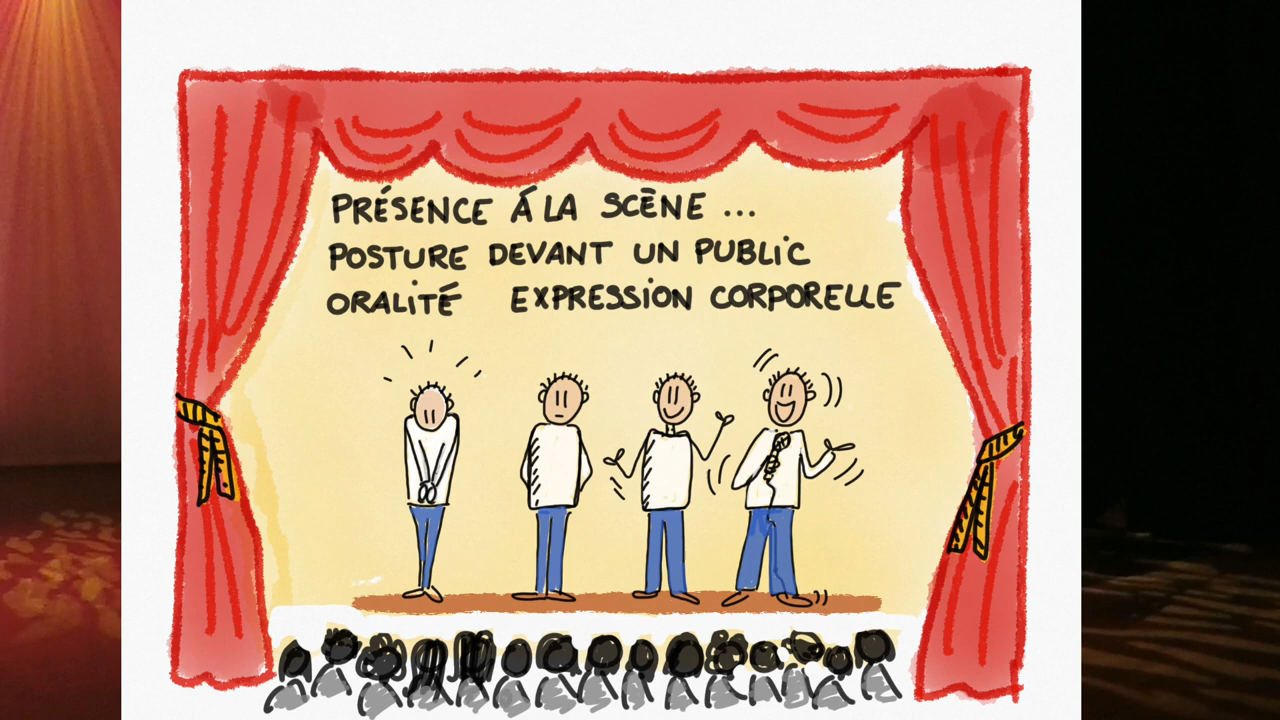 PRÉSENCE Á LA SCÈNE ...
POSTURE DEVANT UN PUBLIC
ORALITÉ EXPRESSION CORPORELLE